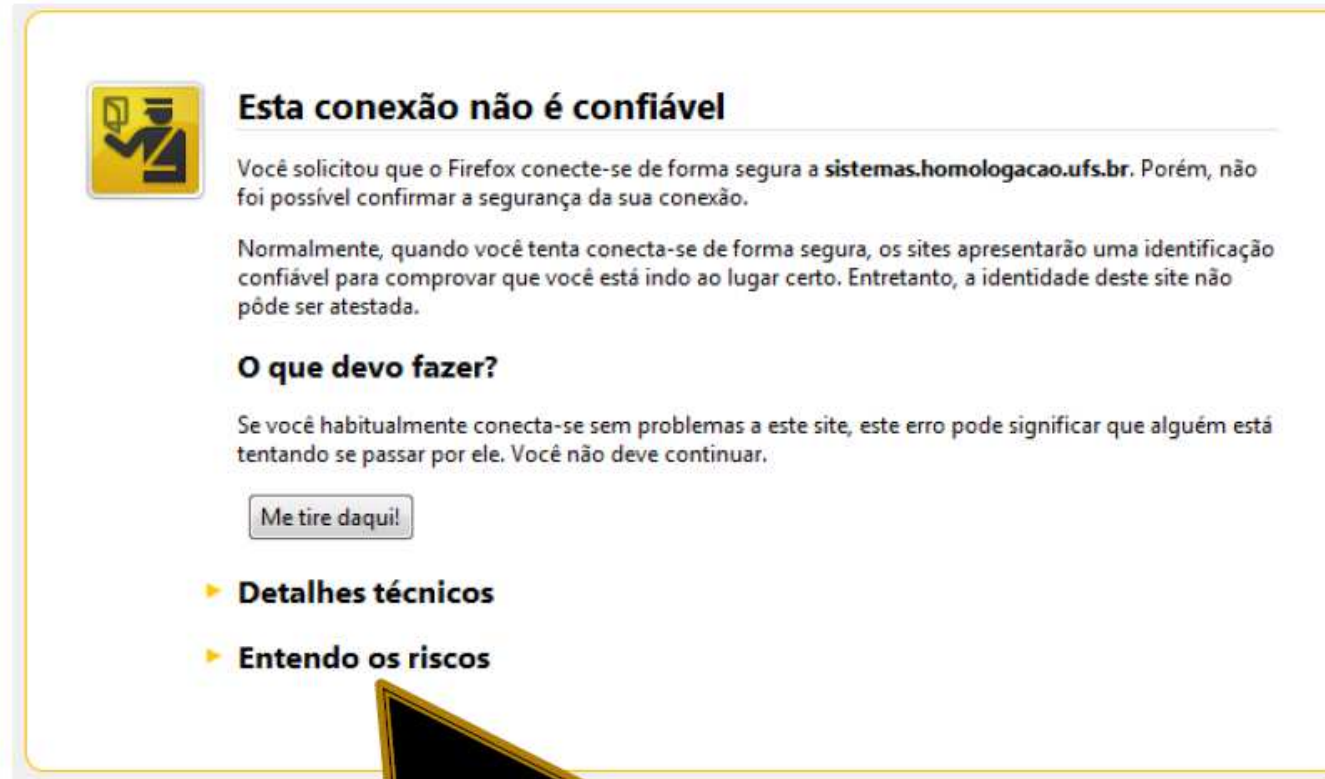 Esta conexão não é confiável
Você solicitou que o Firefox conecte-se de forma segura a sistemas.homologacao.ufs.br. Porém, não
foi possível confirmar a segurança da sua conexão.
Normalmente, quando você tenta conecta-se de forma segura, os sites apresentarão uma identificação
confiável para comprovar que você está indo ao lugar certo. Entretanto, a identidade deste site não
pôde ser atestada.
O que devo fazer?
Se você habitualmente conecta-se sem problemas a este site, este erro pode significar que alguém está
tentando se passar por ele. Você não deve continuar.
Me tire daqui!
Detalhes técnicos
Entendo os riscos